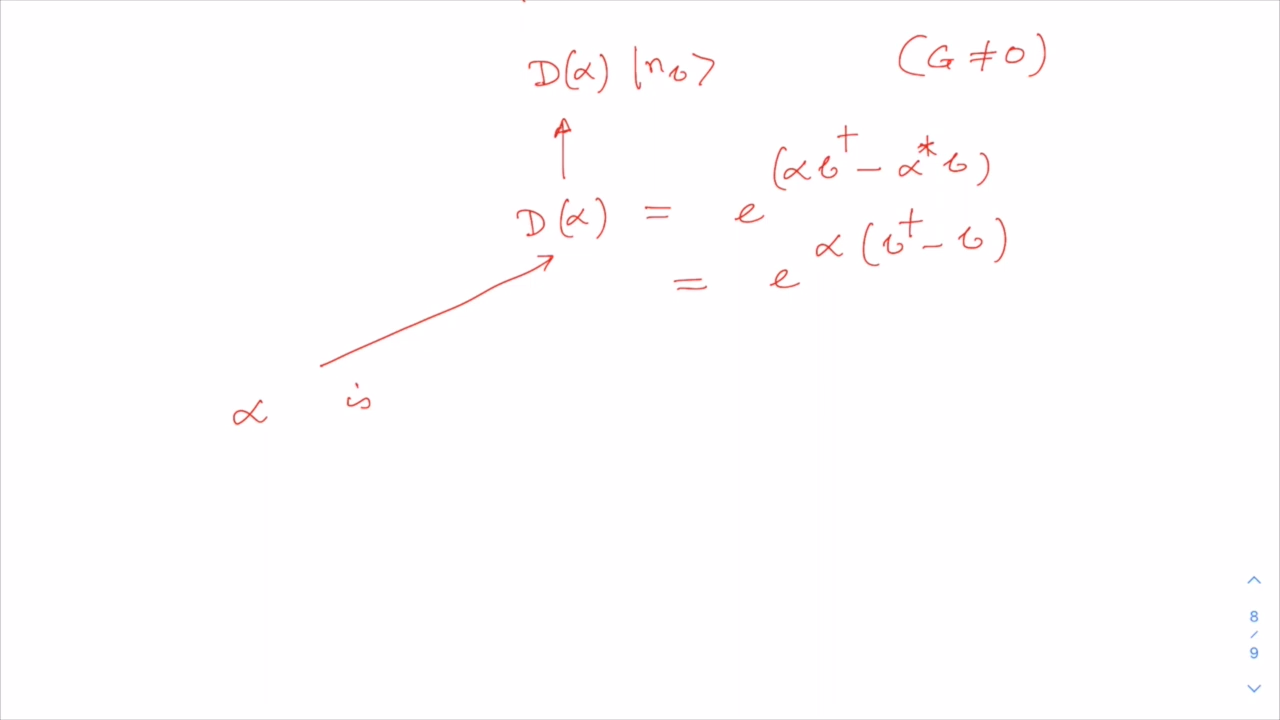 D(α) |n_b⟩ (G ≠ 0)
D(α) = e^(αb† − α*b)
= e^α(b† − b)
α is
8
/
9